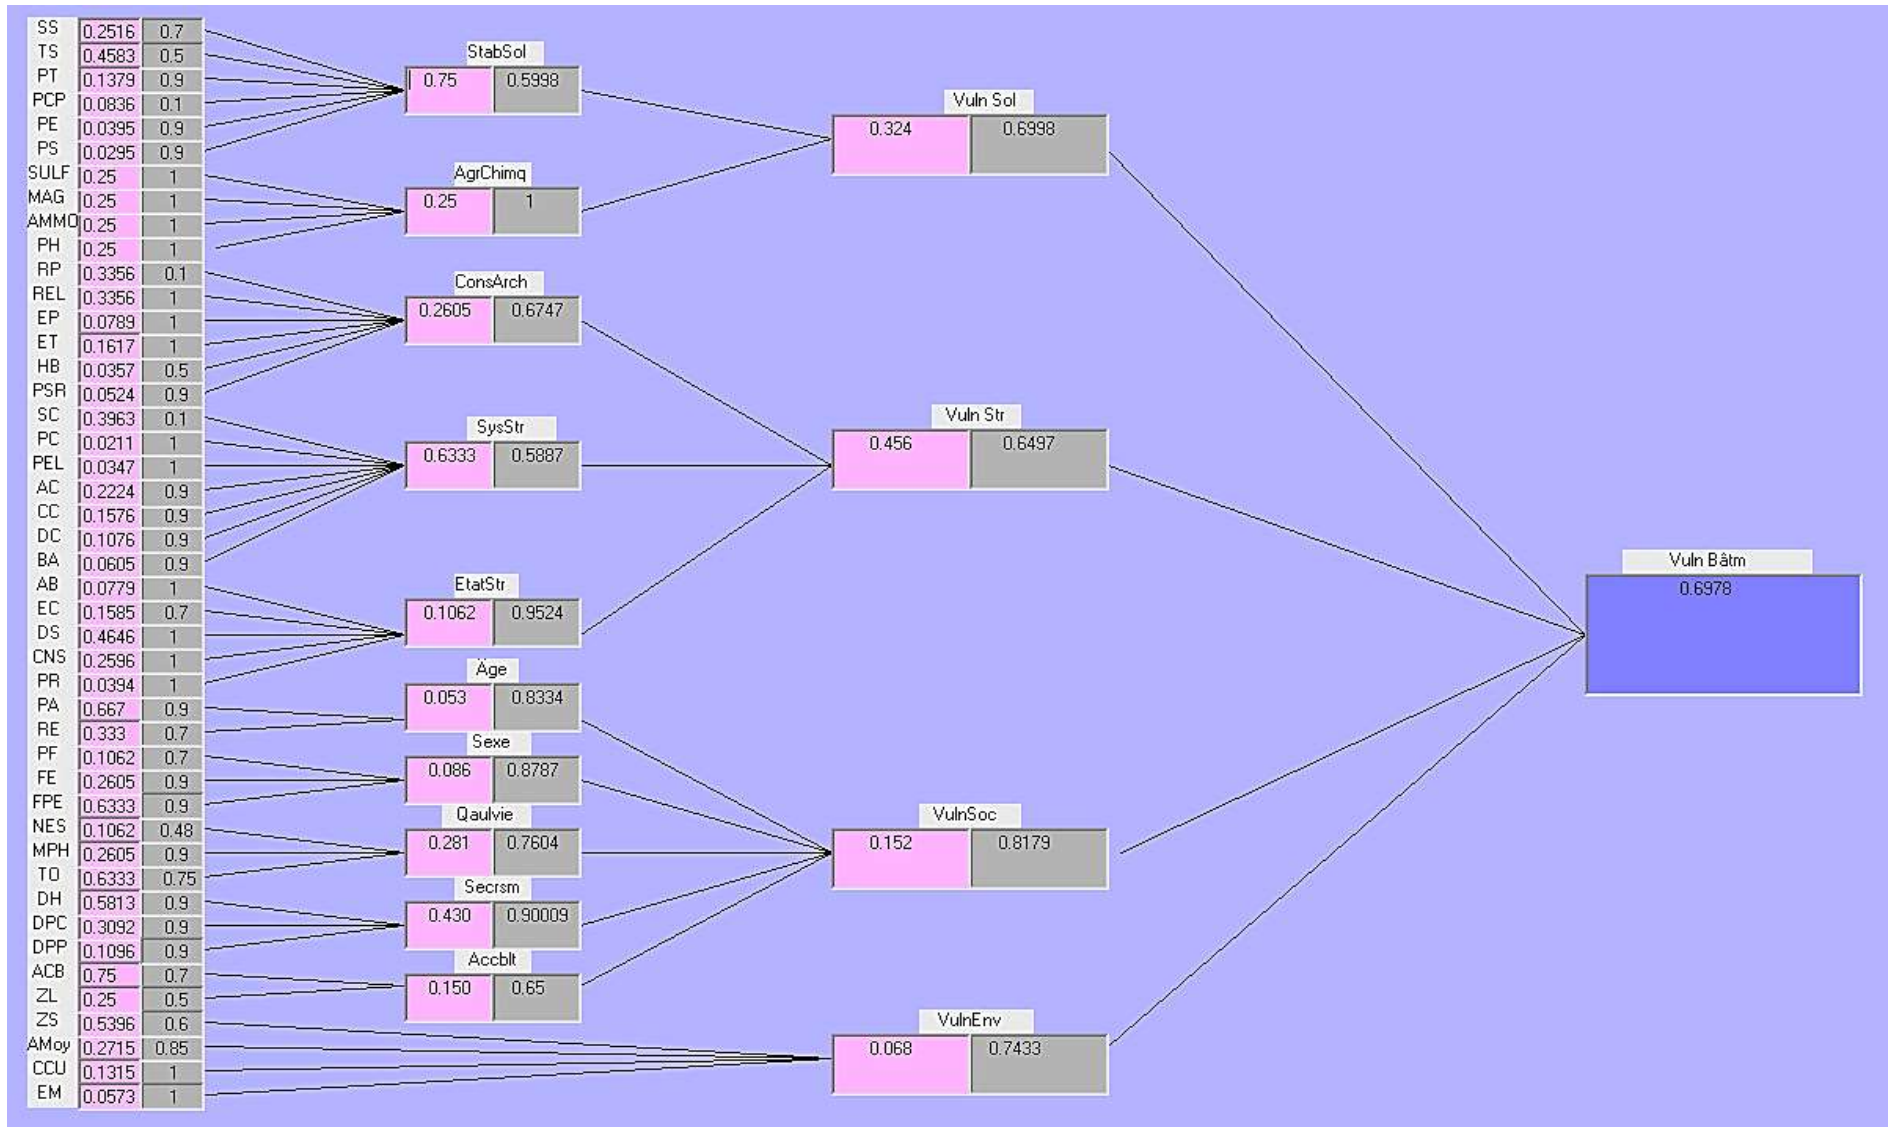 SS 0.2516 0.7
TS 0.4583 0.5
PT 0.1379 0.9
PCP 0.0836 0.1
PE 0.0395 0.9
PS 0.0295 0.9
SULF 0.25 1
MAG 0.25 1
AMMO 0.25 1
PH 0.25 1
RP 0.3356 0.1
REL 0.3356 1
EP 0.0789 1
ET 0.1617 1
HB 0.0357 0.5
PSR 0.0524 0.9
SC 0.3963 0.1
PC 0.0211 1
PEL 0.0347 1
AC 0.2224 0.9
CC 0.1576 0.9
DC 0.1076 0.9
BA 0.0605 0.9
AB 0.0779 1
EC 0.1585 0.7
DS 0.4646 1
CNS 0.2596 1
PR 0.0394 1
PA 0.667 0.9
RE 0.333 0.7
PF 0.1062 0.7
FE 0.2605 0.9
FPE 0.6333 0.9
NES 0.1062 0.48
MPH 0.2605 0.9
TO 0.6333 0.75
DH 0.5813 0.9
DPC 0.3092 0.9
DPP 0.1096 0.9
ACB 0.75 0.7
ZL 0.25 0.5
ZS 0.5396 0.6
AMoy 0.2715 0.85
CCU 0.1315 1
EM 0.0573 1
StabSol
0.75 0.5998
AgrChimq
0.25 1
ConsArch
0.2605 0.6747
SysStr
0.6333 0.5887
EtatStr
0.1062 0.9524
Äge
0.053 0.8334
Sexe
0.086 0.8787
Qaulvie
0.281 0.7604
Secrsm
0.430 0.90009
Accblt
0.150 0.65
Vuln Sol
0.324 0.6998
Vuln Str
0.456 0.6497
VulnSoc
0.152 0.8179
VulnEnv
0.068 0.7433
Vuln Bâtm
0.6978